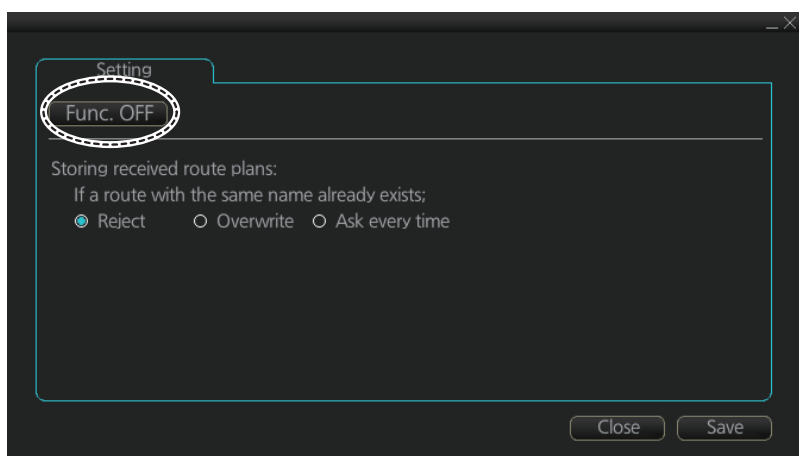 Setting
Func. OFF
Storing received route plans:
If a route with the same name already exists;
Reject Overwrite Ask every time
Close Save